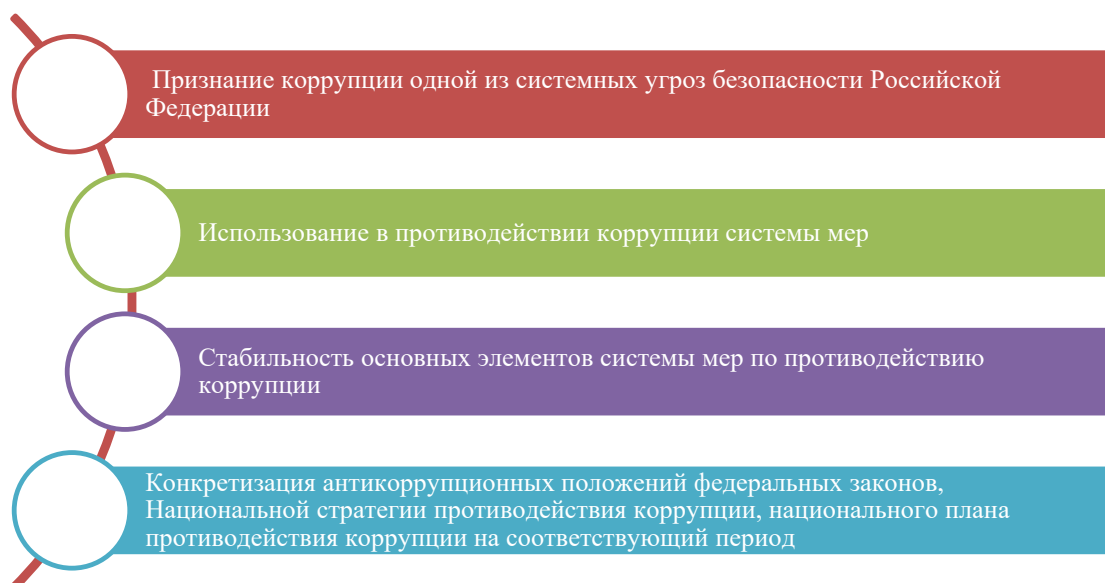 Признание коррупции одной из системных угроз безопасности Российской
Федерации
Использование в противодействии коррупции системы мер
Стабильность основных элементов системы мер по противодействию
коррупции
Конкретизация антикоррупционных положений федеральных законов,
Национальной стратегии противодействия коррупции, национального плана
противодействия коррупции на соответствующий период